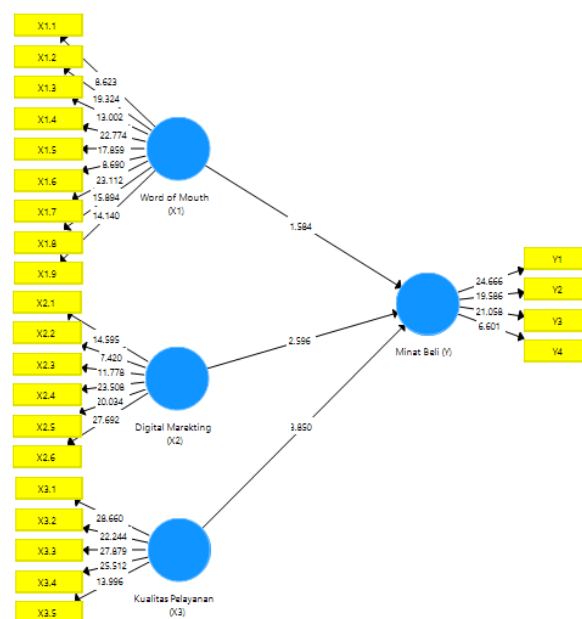 X1.1
X1.2
X1.3
X1.4
X1.5
X1.6
X1.7
X1.8
X1.9
8.623
19.324
13.002
22.774
17.859
8.690
23.112
15.894
14.140
Word of Mouth
(X1)
1.584
X2.1
X2.2
X2.3
X2.4
X2.5
X2.6
14.595
7.420
11.778
23.508
20.034
27.692
Digital Marekting
(X2)
2.596
X3.1
X3.2
X3.3
X3.4
X3.5
28.660
22.244
27.879
25.512
13.996
Kualitas Pelayanan
(X3)
3.850
Minat Beli (Y)
24.666
19.586
21.058
6.601
Y1
Y2
Y3
Y4